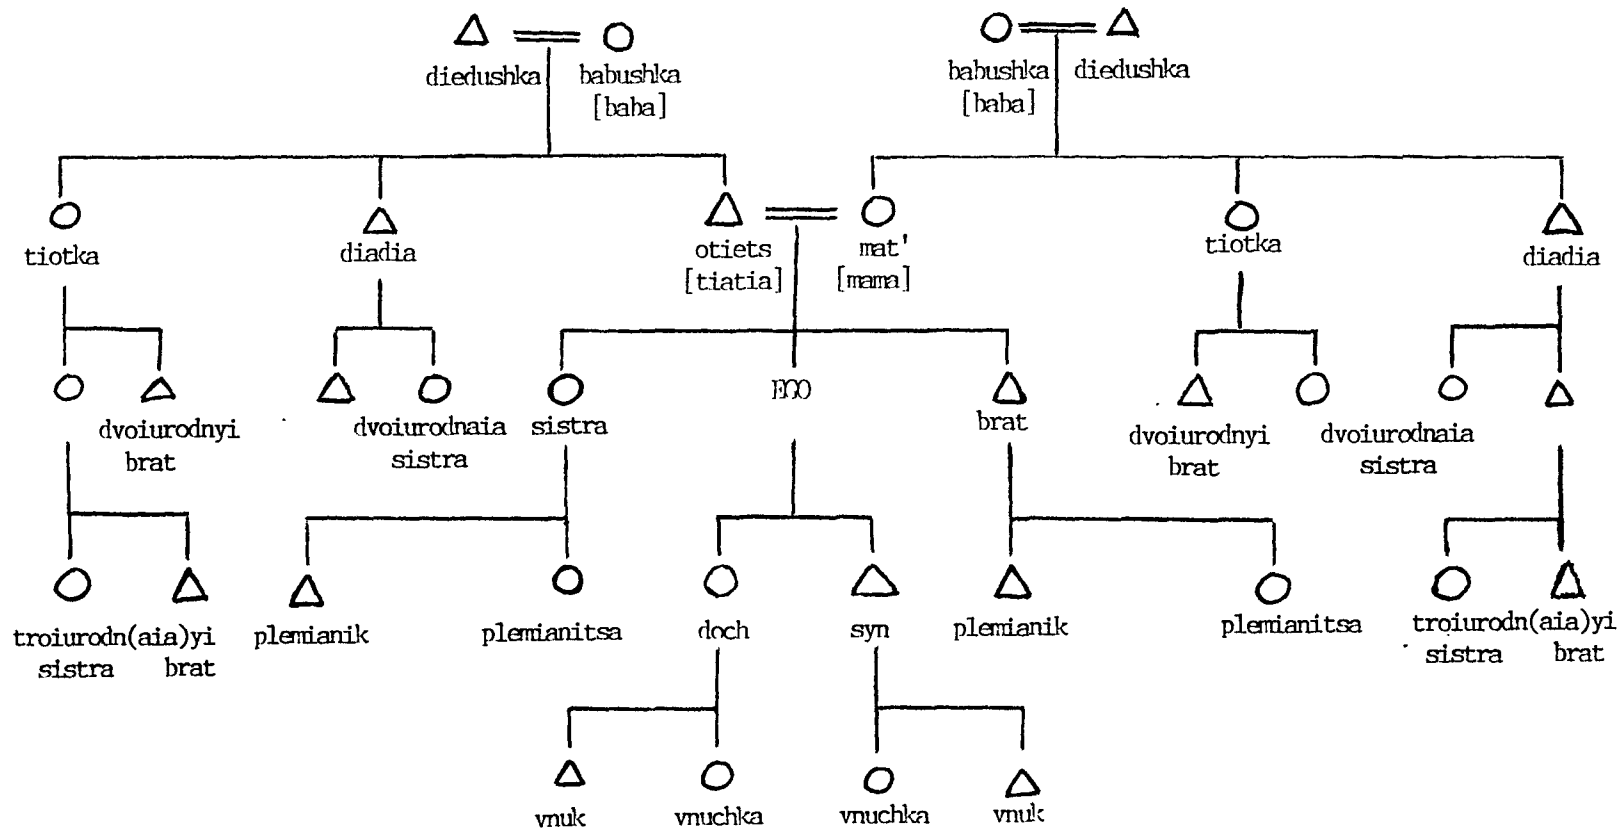 diedushka babushka babushka diedushka
[baba] [baba]
tiotka diadia otiets mat' tiotka diadia
[tiatia] [mama]
EGO
dvoiurodnyi dvoiurodnaia sistra brat dvoiurodnyi dvoiurodnaia
brat sistra brat sistra
troiurodn(aia)yi plemianik plemianitsa doch syn plemianik plemianitsa troiurodn(aia)yi
sistra brat sistra brat
vnuk vnuchka vnuchka vnuk